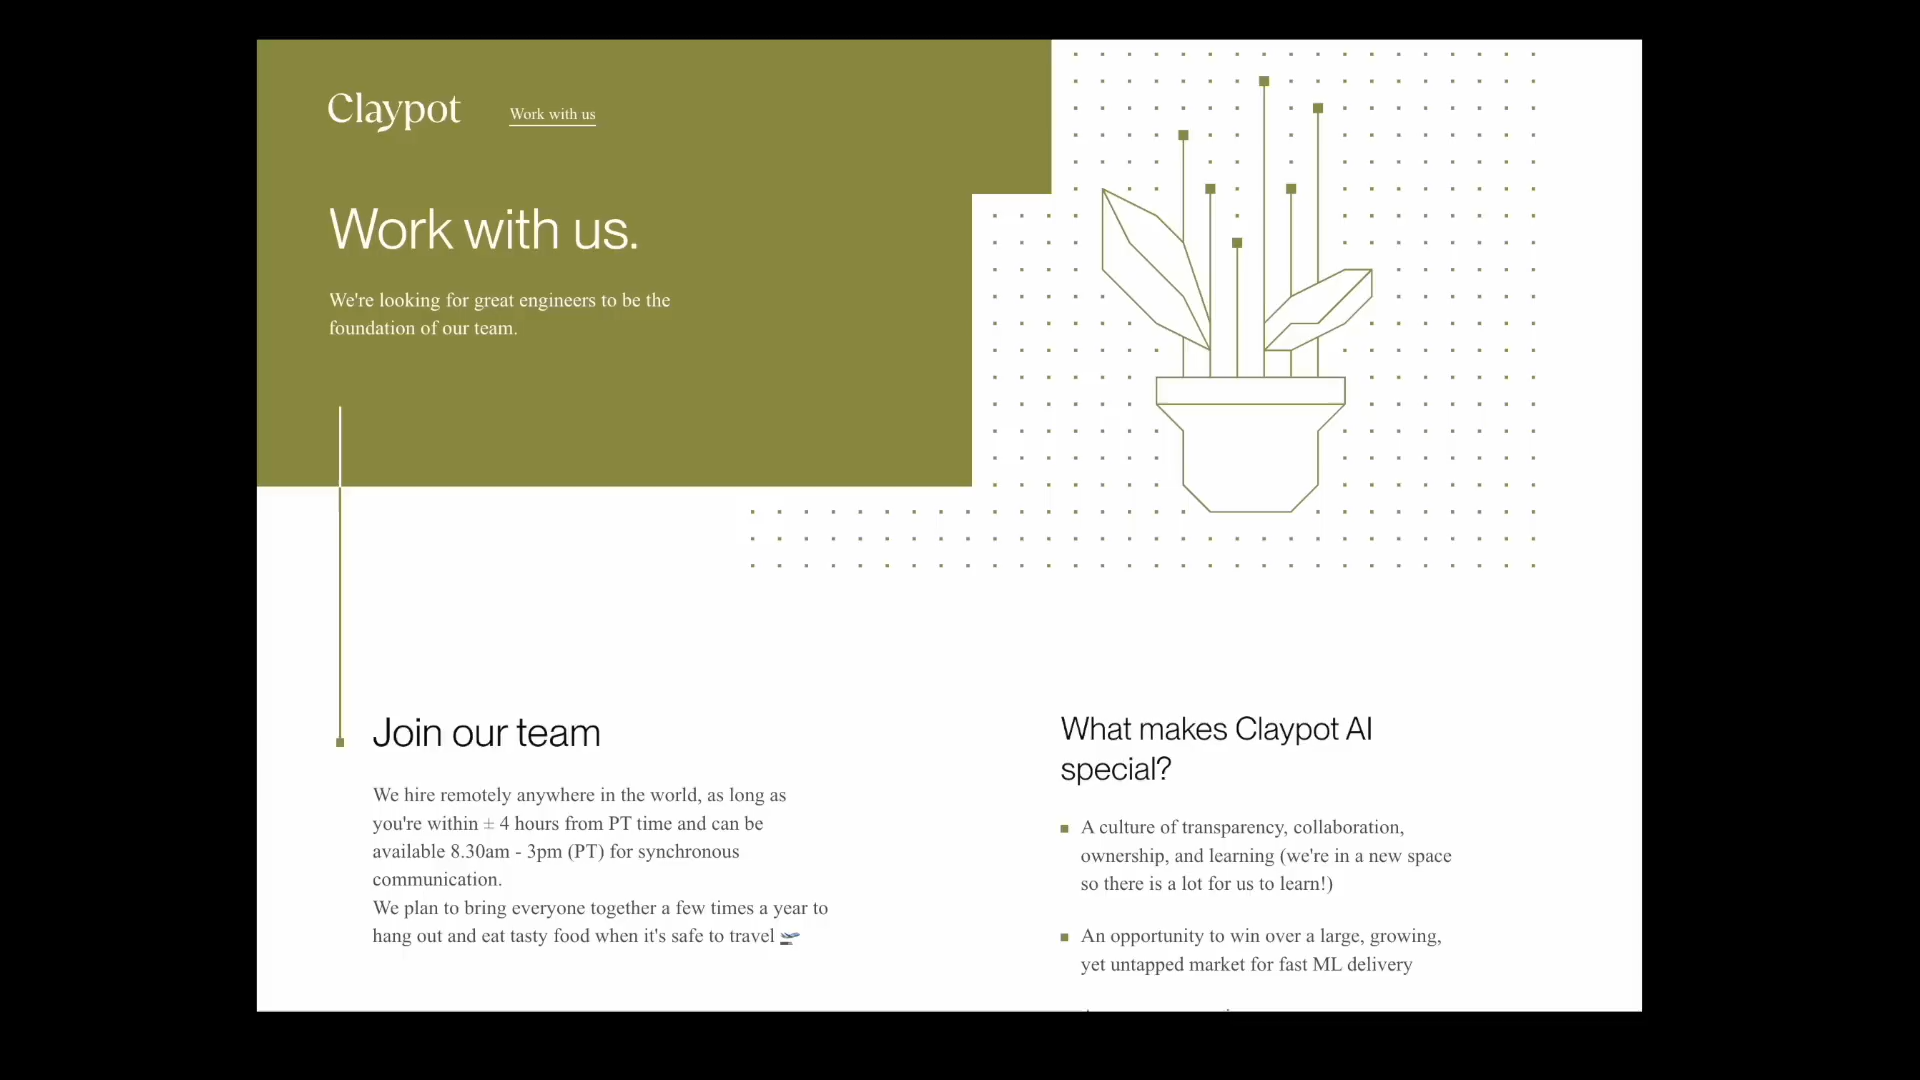 Claypot
Work with us
Work with us.
We're looking for great engineers to be the
foundation of our team.
Join our team
We hire remotely anywhere in the world, as long as
you're within ± 4 hours from PT time and can be
available 8.30am - 3pm (PT) for synchronous
communication.
We plan to bring everyone together a few times a year to
hang out and eat tasty food when it's safe to travel 🛫
What makes Claypot AI
special?
A culture of transparency, collaboration,
ownership, and learning (we're in a new space
so there is a lot for us to learn!)
An opportunity to win over a large, growing,
yet untapped market for fast ML delivery